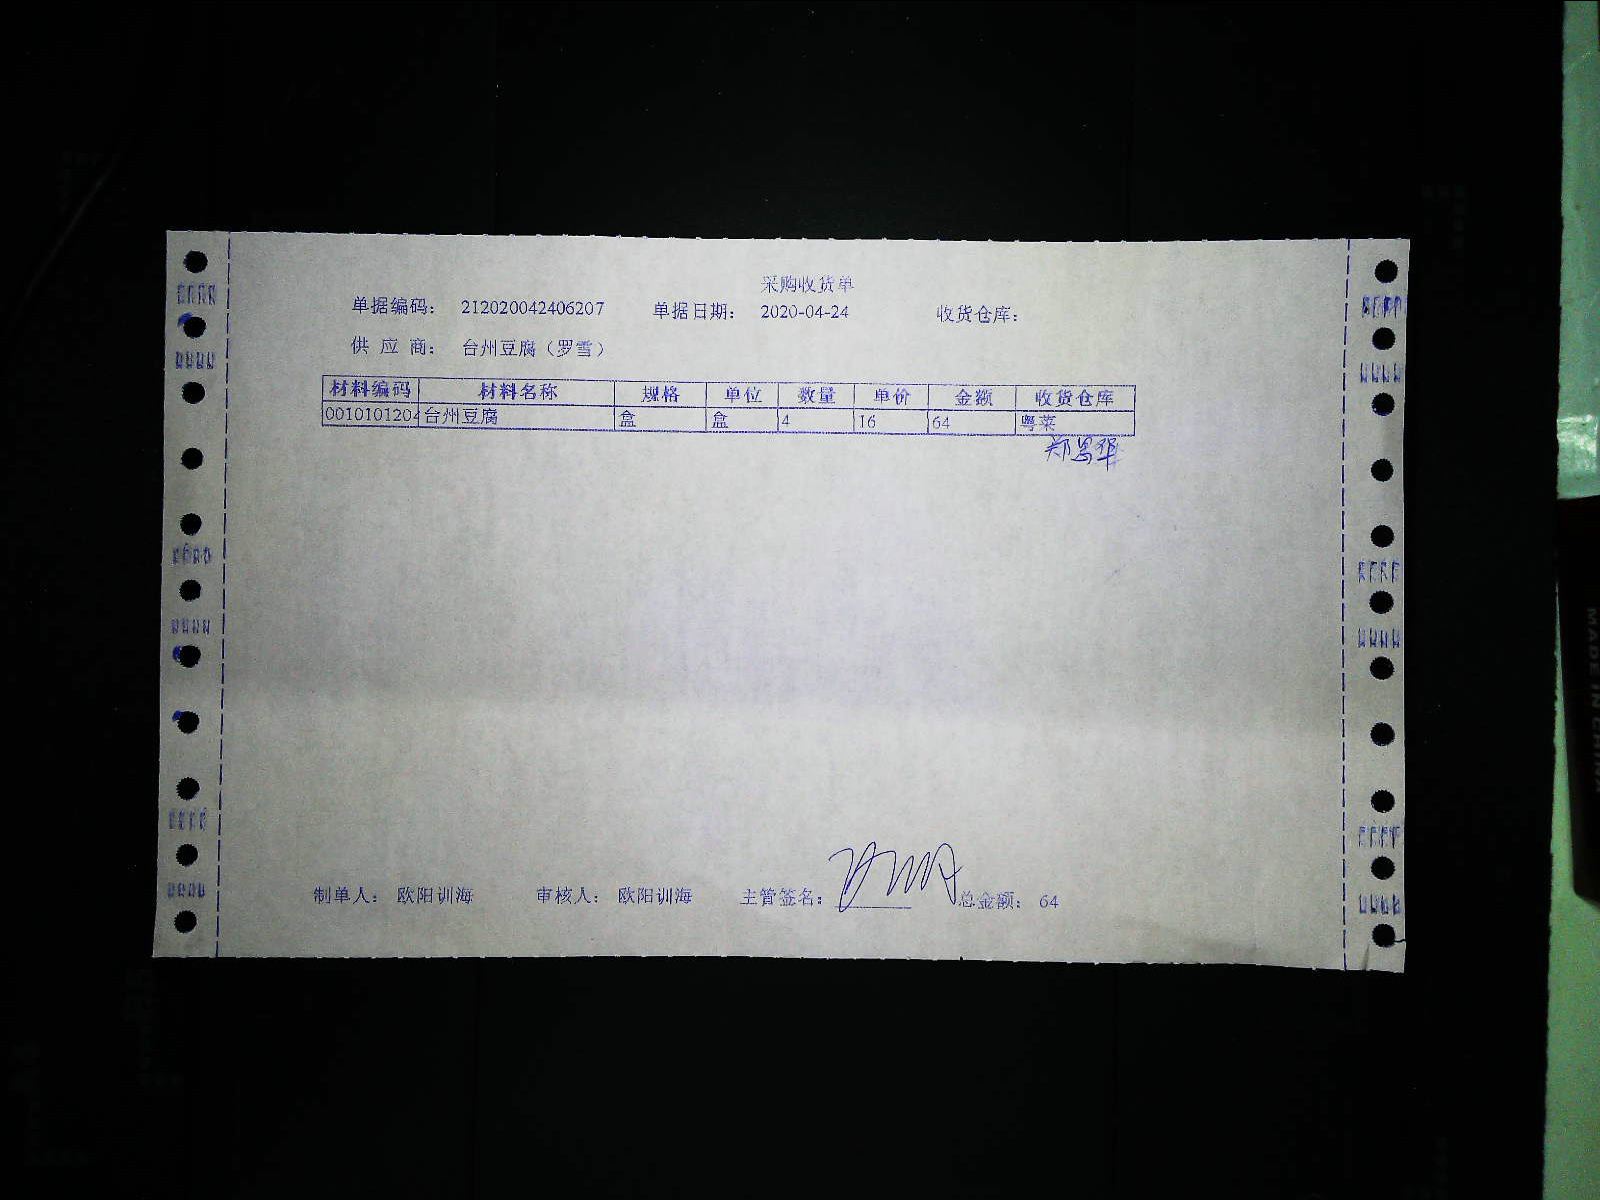 采购收货单
单据编码： 212020042406207 单据日期： 2020-04-24 收货仓库：
供 应 商： 台州豆腐（罗雪）
材料编码 材料名称 规格 单位 数量 单价 金额 收货仓库
0010101204 台州豆腐 盒 盒 4 16 64 粤菜
制单人： 欧阳训海 审核人： 欧阳训海 主管签名： 总金额： 64
MADE IN CHINA